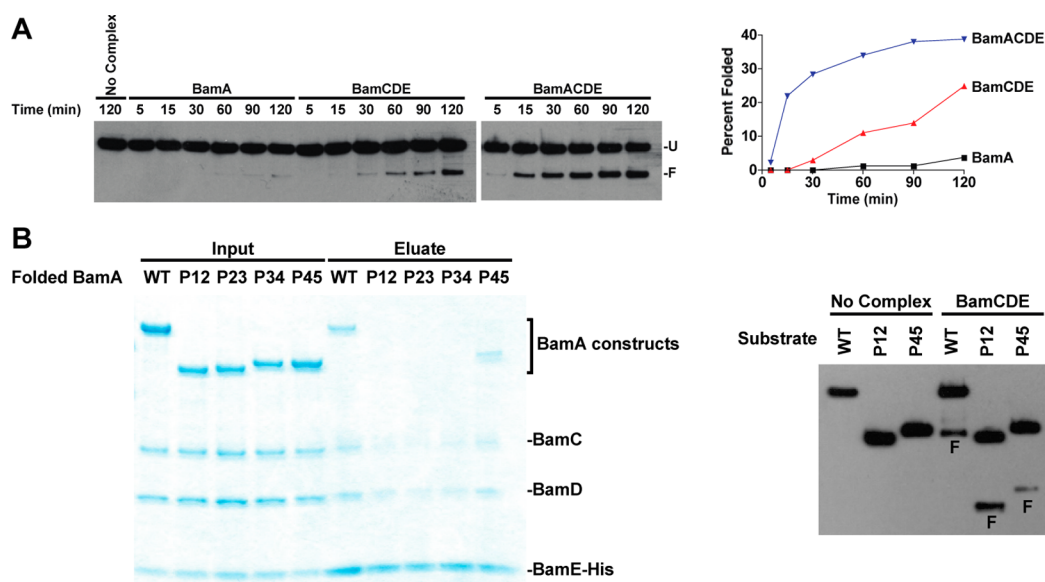 A
No Complex
BamA
BamCDE
BamACDE
Time (min) 120 5 15 30 60 90 120 5 15 30 60 90 120 5 15 30 60 90 120
-U
-F
Percent Folded
40
30
20
10
0
0 30 60 90 120
Time (min)
BamACDE
BamCDE
BamA
B
Input Eluate
Folded BamA WT P12 P23 P34 P45 WT P12 P23 P34 P45
BamA constructs
-BamC
-BamD
-BamE-His
No Complex BamCDE
Substrate WT P12 P45 WT P12 P45
F
F
F